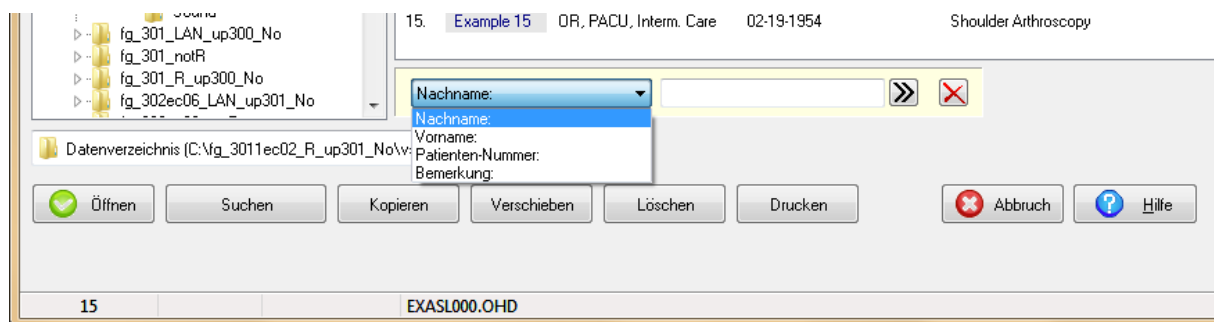 Sound
fg_301_LAN_up300_No
fg_301_notR
fg_301_R_up300_No
fg_302ec06_LAN_up301_No
15. Example 15 OR, PACU, Interm. Care 02-19-1954 Shoulder Arthroscopy
Nachname:
Nachname:
Vorname:
Patienten-Nummer:
Bemerkung:
Datenverzeichnis (C:\fg_3011ec02_R_up301_No\v
Öffnen Suchen Kopieren Verschieben Löschen Drucken Abbruch Hilfe
15 EXASL000.OHD